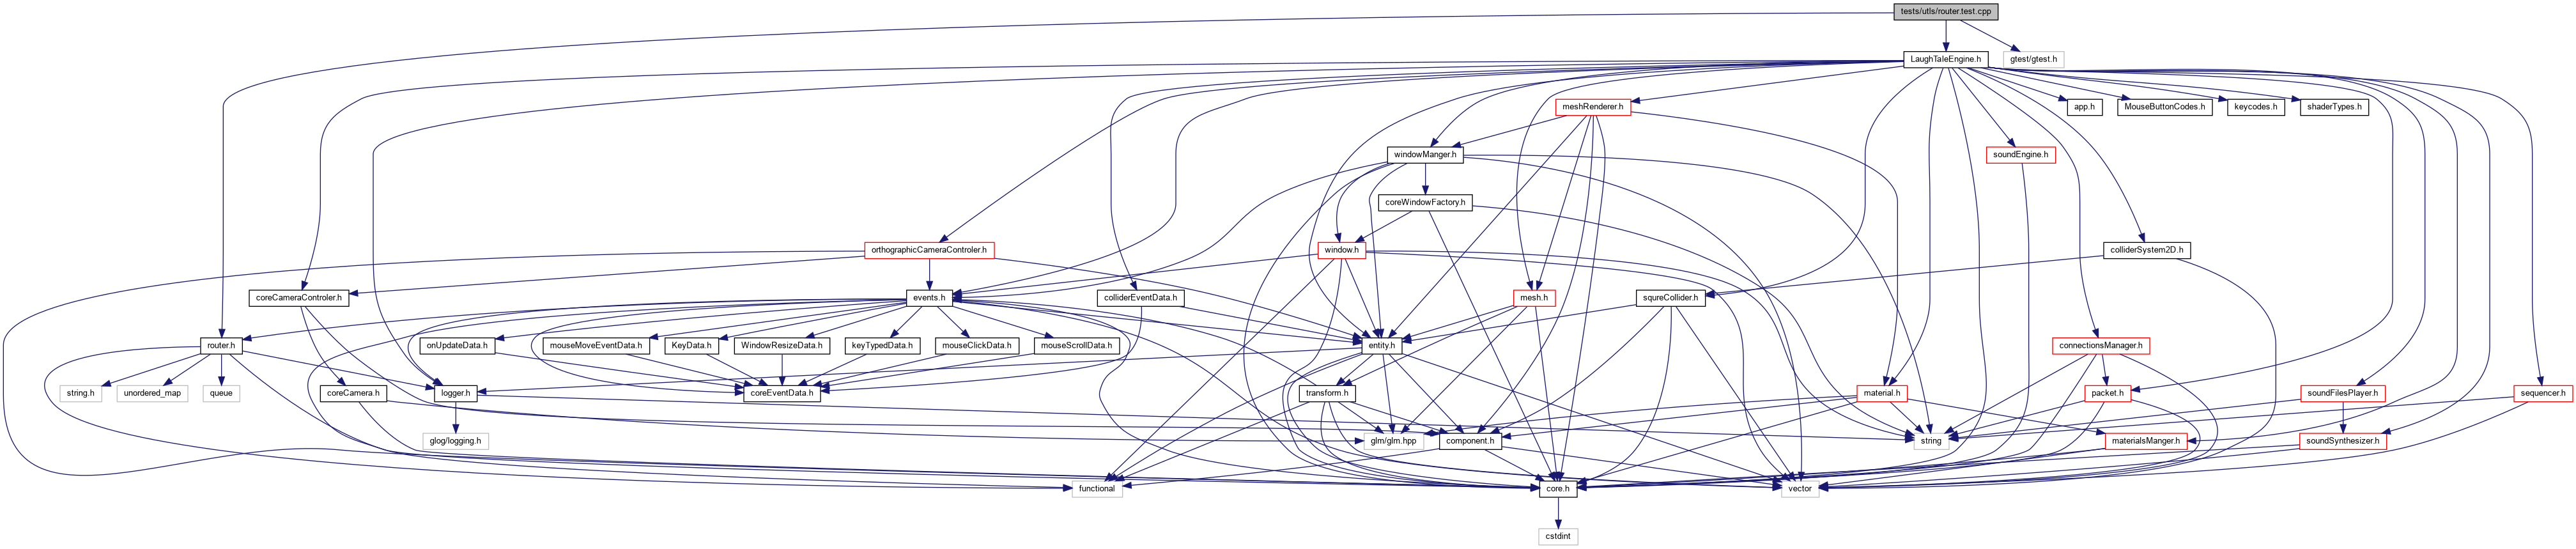 tests/utls/router.test.cpp
LaughTaleEngine.h
gtest/gtest.h
meshRenderer.h
app.h
MouseButtonCodes.h
keycodes.h
shaderTypes.h
windowManger.h
soundEngine.h
coreWindowFactory.h
orthographicCameraControler.h
window.h
colliderSystem2D.h
coreCameraControler.h
events.h
colliderEventData.h
mesh.h
squreCollider.h
router.h
onUpdateData.h
mouseMoveEventData.h
KeyData.h
WindowResizeData.h
keyTypedData.h
mouseClickData.h
mouseScrollData.h
entity.h
connectionsManager.h
string.h
unordered_map
queue
coreCamera.h
logger.h
coreEventData.h
transform.h
material.h
packet.h
soundFilesPlayer.h
sequencer.h
glog/logging.h
glm/glm.hpp
component.h
string
materialsManger.h
soundSynthesizer.h
functional
core.h
vector
cstdint